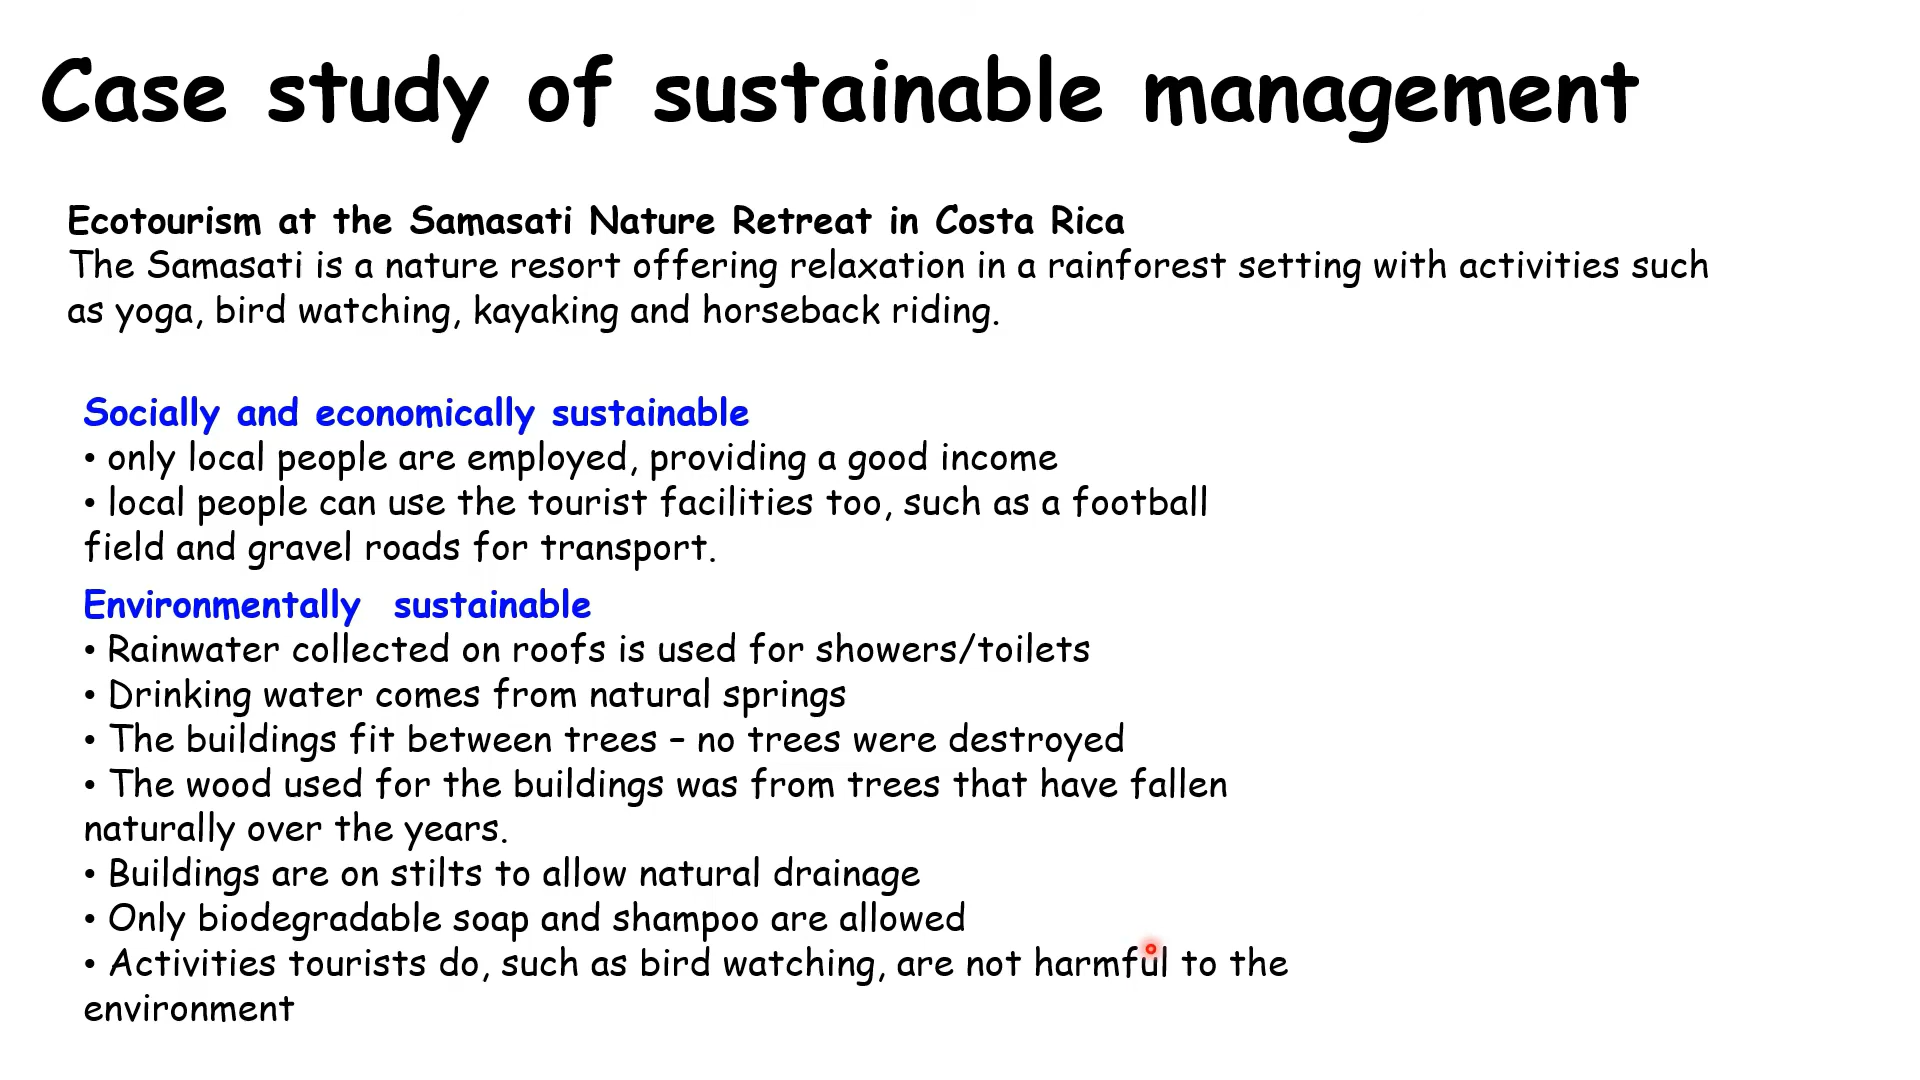 Case study of sustainable management
Ecotourism at the Samasati Nature Retreat in Costa Rica
The Samasati is a nature resort offering relaxation in a rainforest setting with activities such
as yoga, bird watching, kayaking and horseback riding.
Socially and economically sustainable
• only local people are employed, providing a good income
• local people can use the tourist facilities too, such as a football
field and gravel roads for transport.
Environmentally sustainable
• Rainwater collected on roofs is used for showers/toilets
• Drinking water comes from natural springs
• The buildings fit between trees – no trees were destroyed
• The wood used for the buildings was from trees that have fallen
naturally over the years.
• Buildings are on stilts to allow natural drainage
• Only biodegradable soap and shampoo are allowed
• Activities tourists do, such as bird watching, are not harmful to the
environment